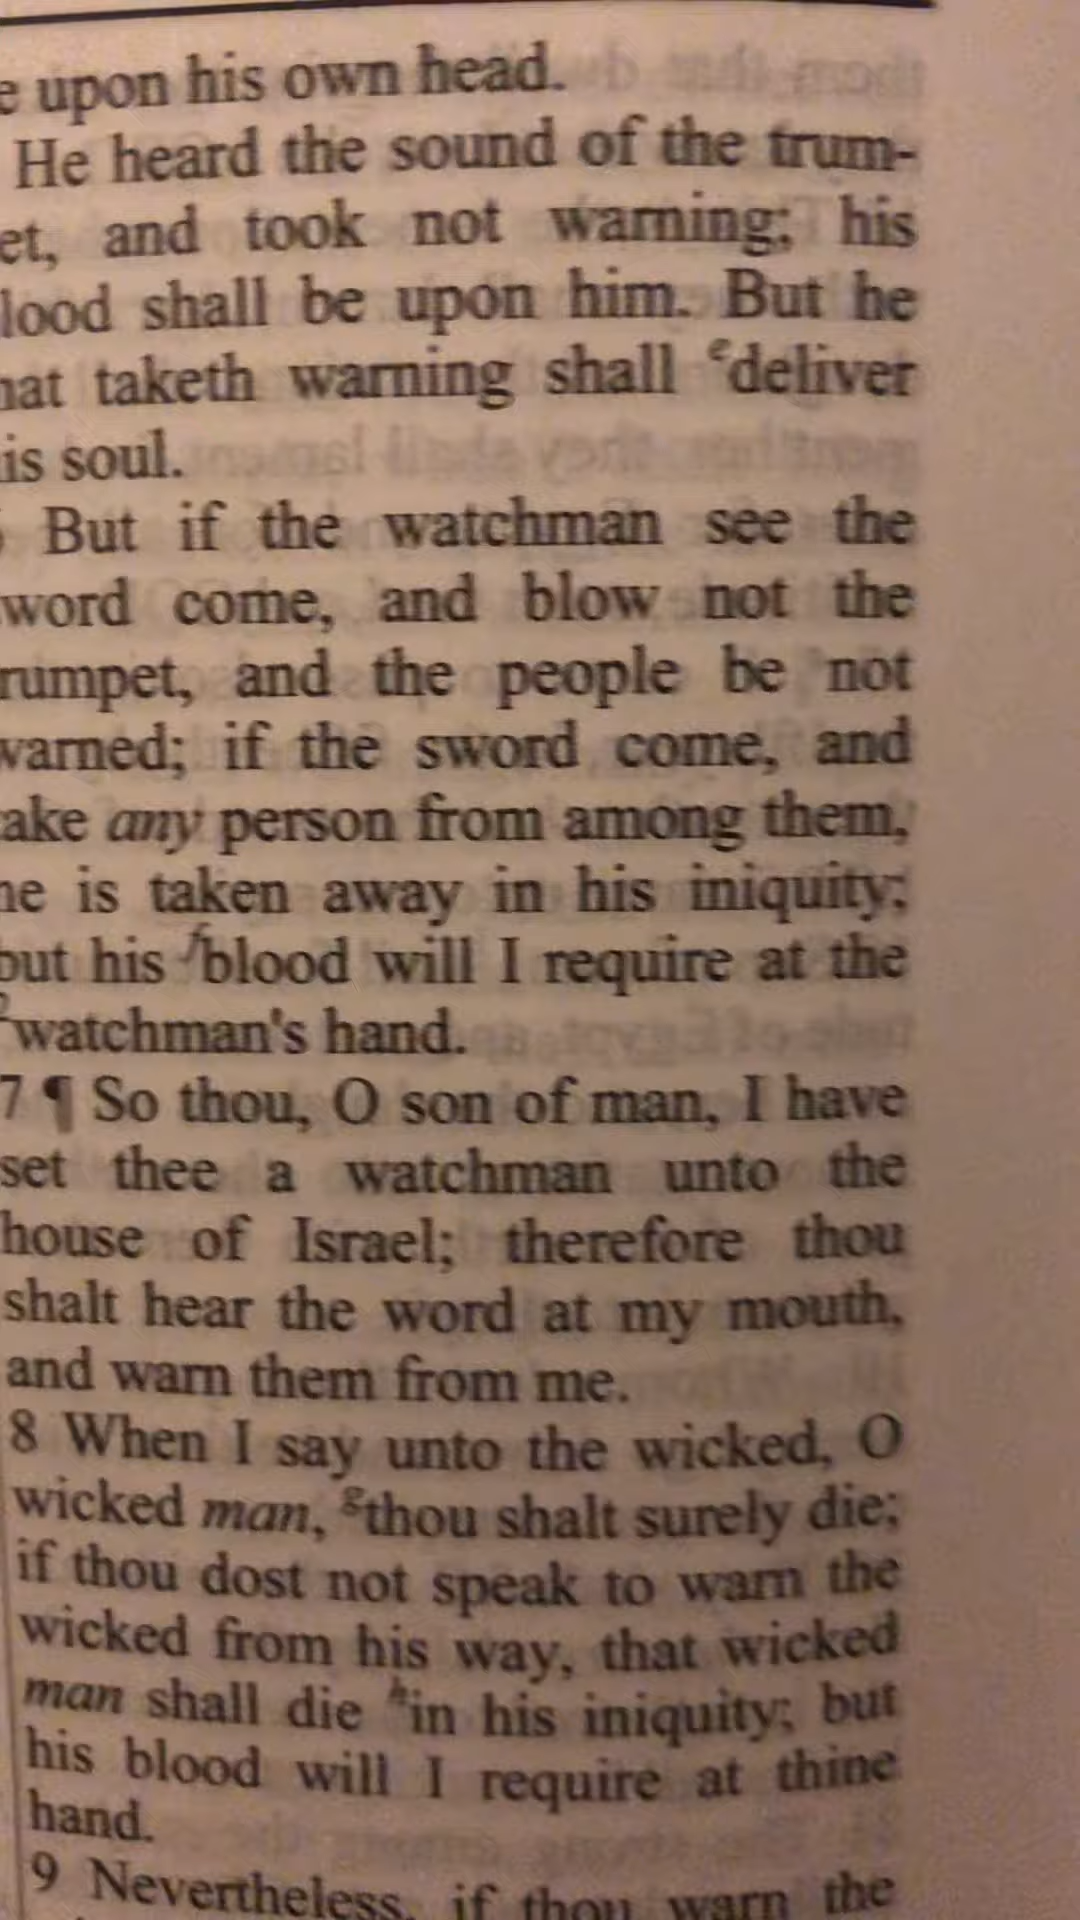 e upon his own head.
He heard the sound of the trum-
et, and took not warning; his
lood shall be upon him. But he
hat taketh warning shall ᵉdeliver
is soul.
But if the watchman see the
word come, and blow not the
rumpet, and the people be not
warned; if the sword come, and
ake any person from among them,
he is taken away in his iniquity;
but his ᶠblood will I require at the
²watchman's hand.
7 ¶ So thou, O son of man, I have
set thee a watchman unto the
house of Israel; therefore thou
shalt hear the word at my mouth,
and warn them from me.
8 When I say unto the wicked, O
wicked man, ᵍthou shalt surely die;
if thou dost not speak to warn the
wicked from his way, that wicked
man shall die ʰin his iniquity; but
his blood will I require at thine
hand.
9 Nevertheless, if thou warn the